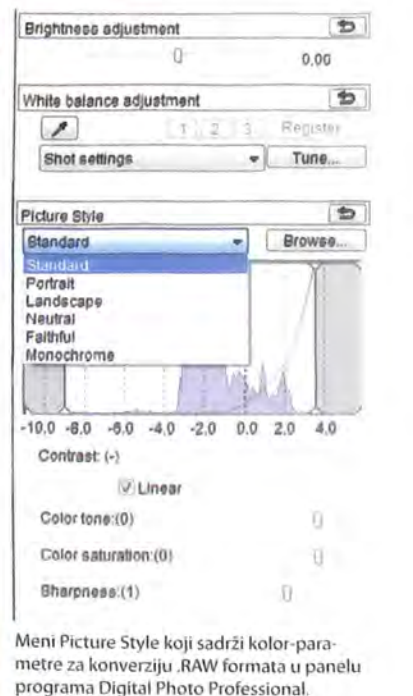 Brightness adjustment
0,00
White balance adjustment
1 2 3 Register
Shot settings Tune...
Picture Style
Standard Browse...
Standard
Portrait
Landscape
Neutral
Faithful
Monochrome
-10,0 -8,0 -6,0 -4,0 -2,0 0,0 2,0 4,0
Contrast: (-)
Linear
Color tone:(0)
Color saturation:(0)
Sharpness:(1)
Meni Picture Style koji sadrži kolor-para-
metre za konverziju .RAW formata u panelu
programa Digital Photo Professional.